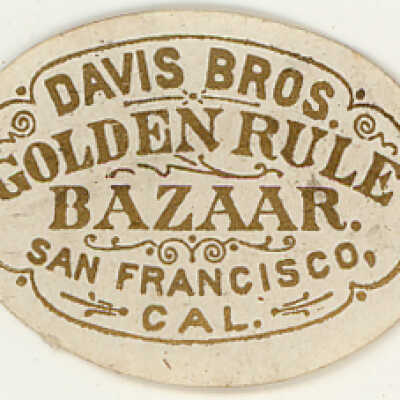 DAVIS BROS.
GOLDEN RULE
BAZAAR.
SAN FRANCISCO,
CAL.